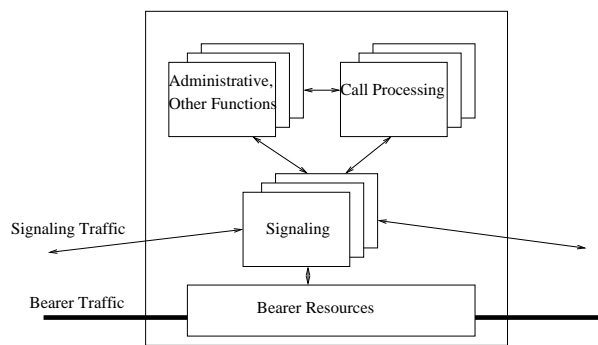 Administrative,
Other Functions
Call Processing
Signaling Traffic
Signaling
Bearer Traffic
Bearer Resources